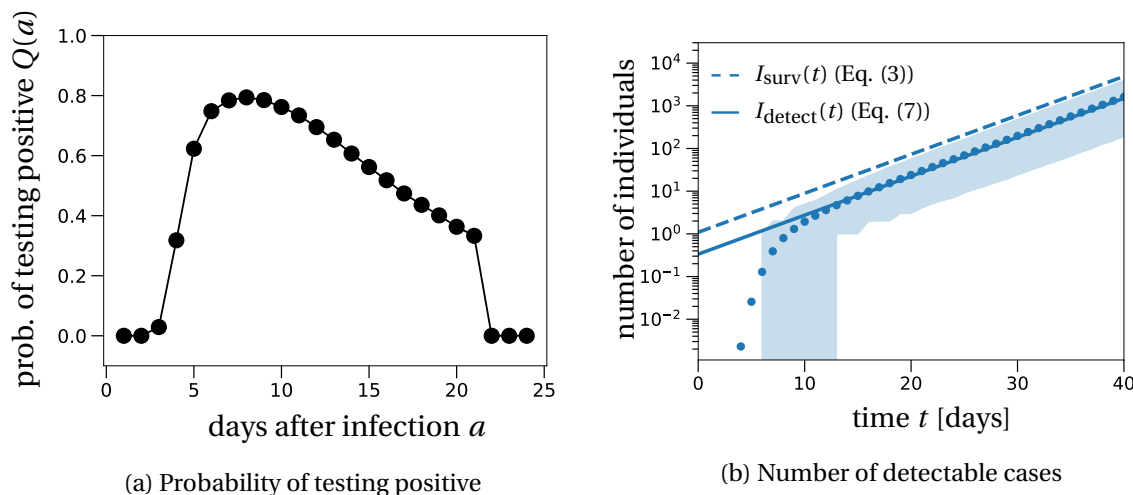 prob. of testing positive Q(a)
1.0
0.8
0.6
0.4
0.2
0.0
0 5 10 15 20 25
days after infection a
(a) Probability of testing positive
number of individuals
10⁴
10³
10²
10¹
10⁰
10⁻¹
10⁻²
I_surv(t) (Eq. (3))
I_detect(t) (Eq. (7))
0 10 20 30 40
time t [days]
(b) Number of detectable cases